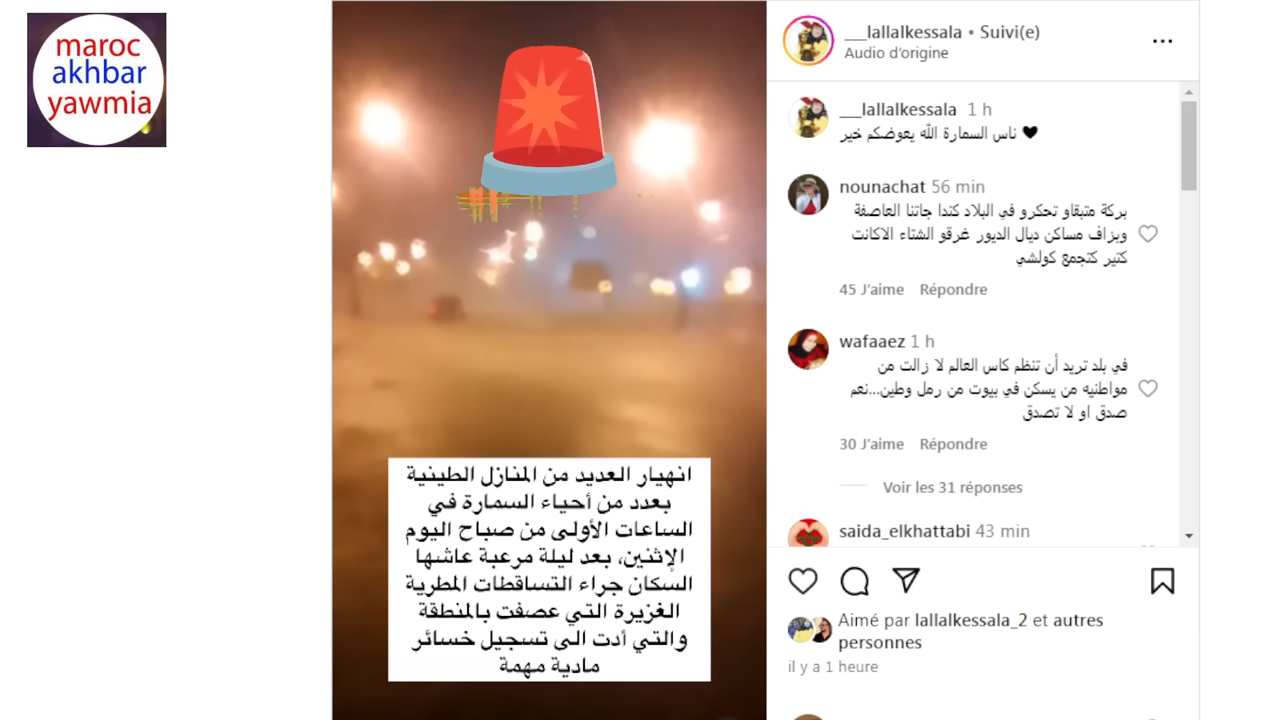 maroc
akhbar
yawmia
انهيار العديد من المنازل الطينية
بعدد من أحياء السمارة في
الساعات الأولى من صباح اليوم
الإثنين، بعد ليلة مرعبة عاشها
السكان جراء التساقطات المطرية
الغزيرة التي عصفت بالمنطقة
والتي أدت الى تسجيل خسائر
مادية مهمة
___lallalkessala • Suivi(e)
Audio d’origine
___lallalkessala 1 h
ناس السمارة الله يعوضكم خير 🖤
nounachat 56 min
بركة متبقاو تحكرو في البلاد كندا جاتنا العاصفة
وبزاف مساكن ديال الديور غرقو الشتاء الاكانت
كتير كتجمع كولشي
45 J’aime Répondre
wafaaez 1 h
في بلد تريد أن تنظم كاس العالم لا زالت من
مواطنيه من يسكن في بيوت من رمل وطين...نعم
صدق او لا تصدق
30 J’aime Répondre
Voir les 31 réponses
saida_elkhattabi 43 min
Aimé par lallalkessala_2 et autres
personnes
il y a 1 heure